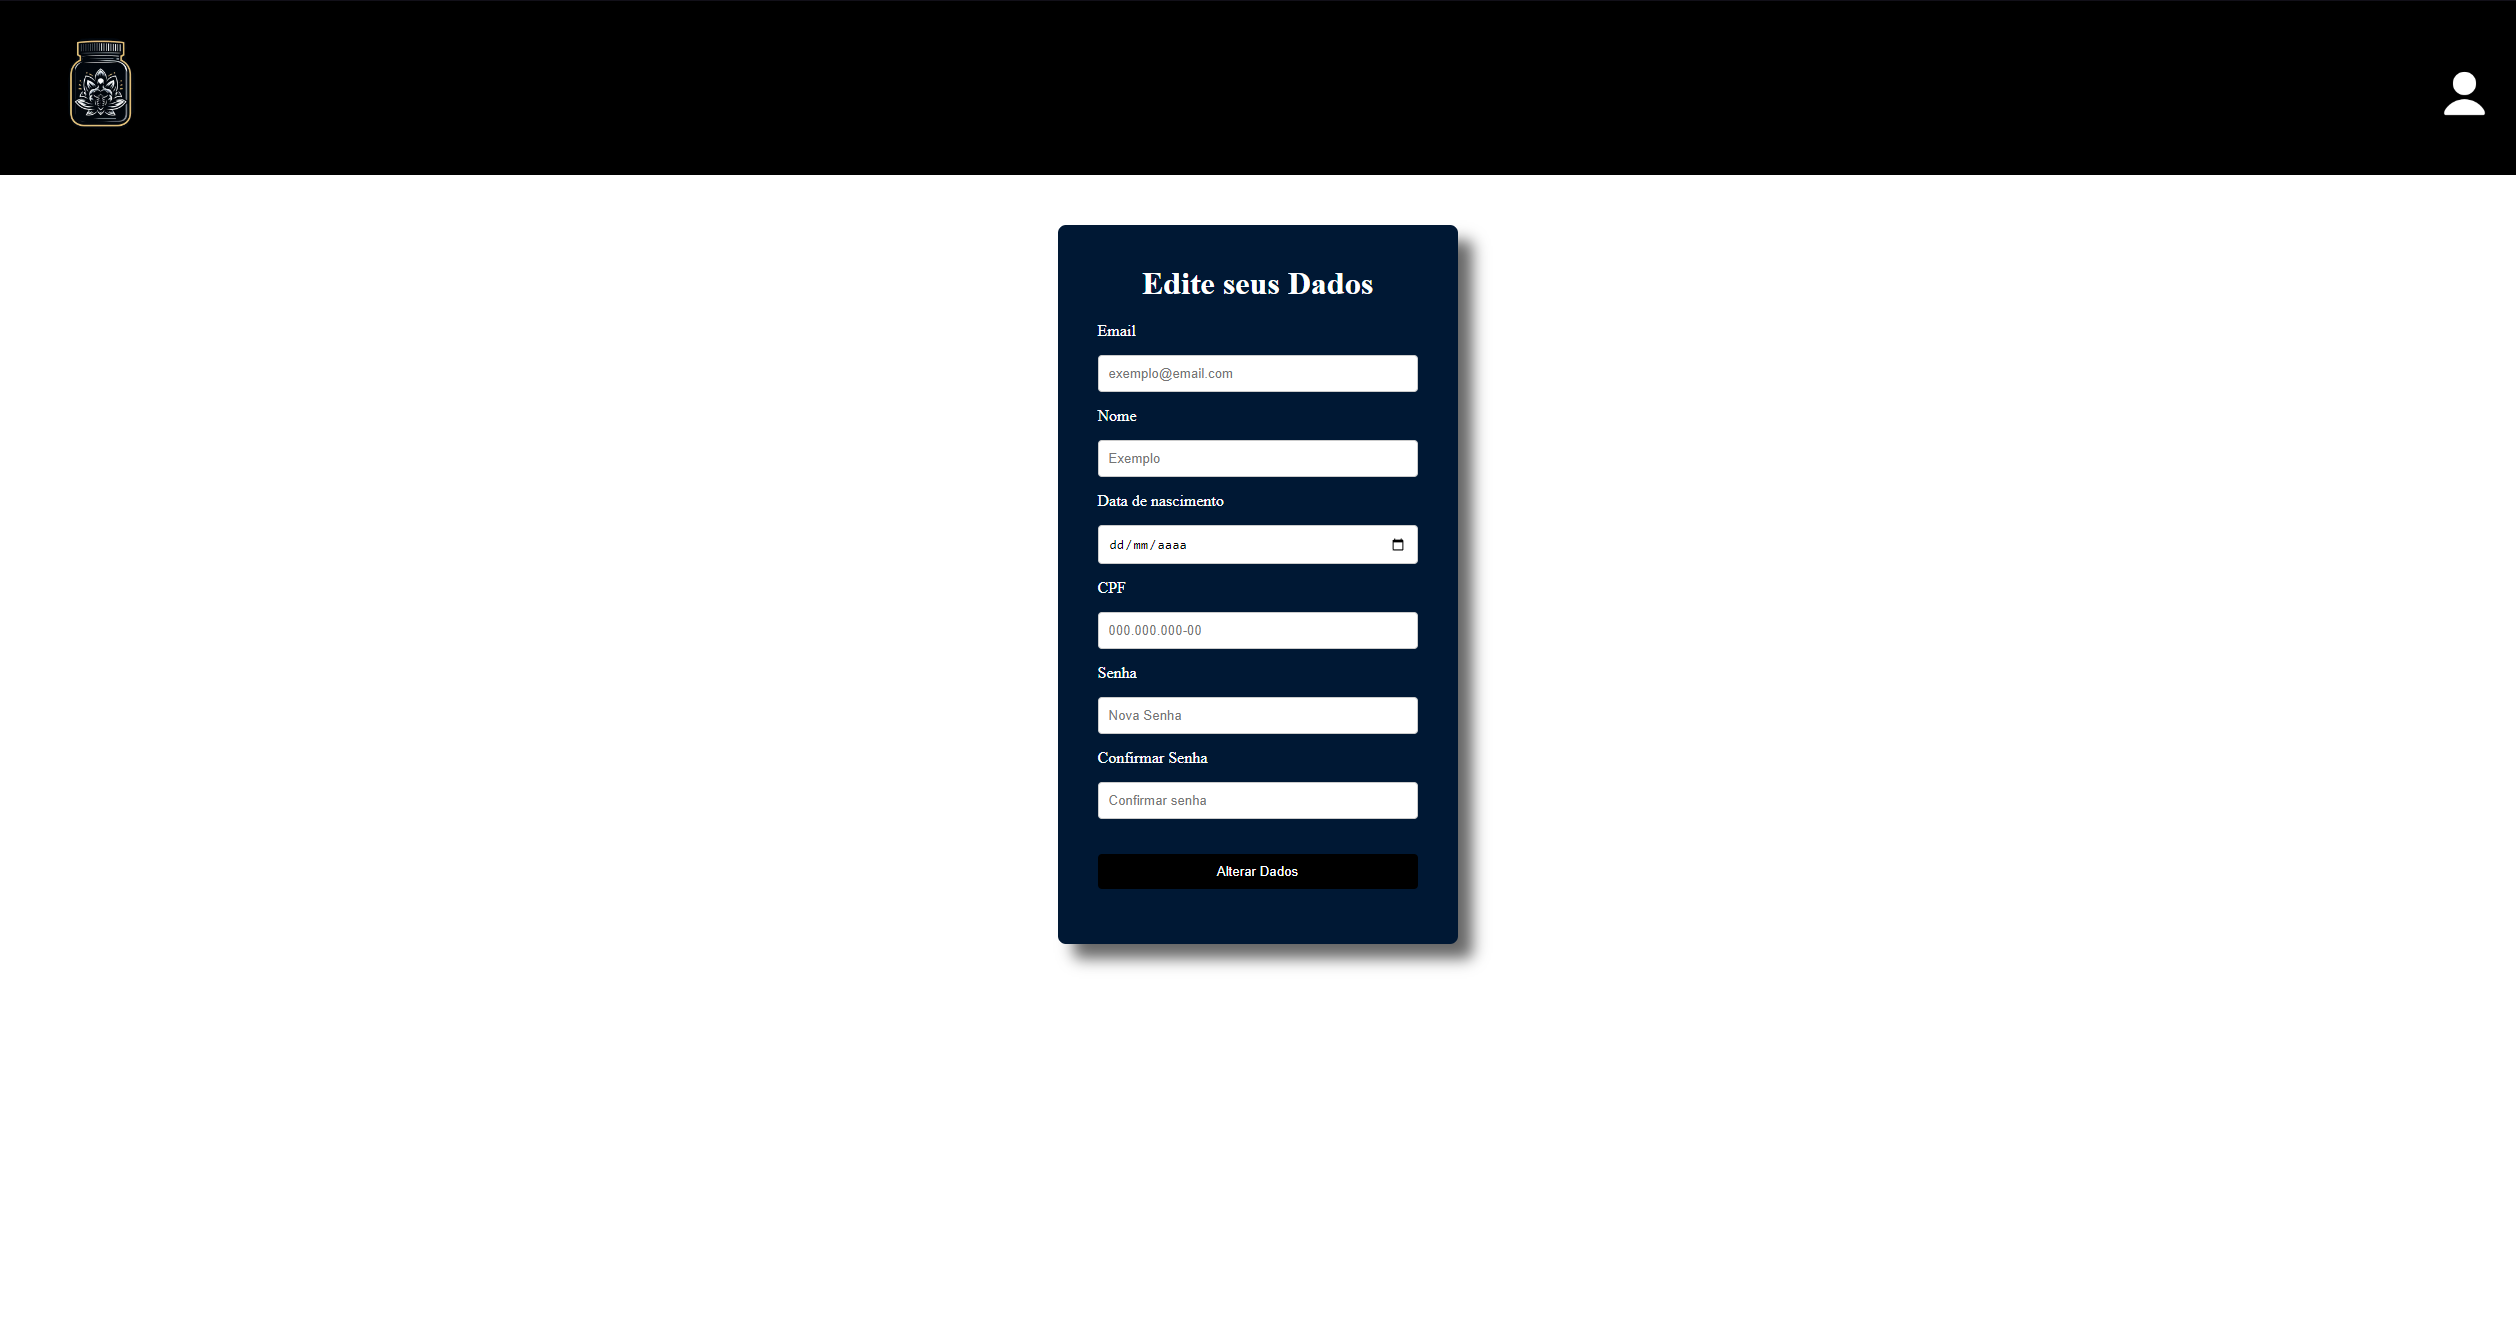 Edite seus Dados
Email
exemplo@email.com
Nome
Exemplo
Data de nascimento
dd/mm/aaaa
CPF
000.000.000-00
Senha
Nova Senha
Confirmar Senha
Confirmar senha
Alterar Dados